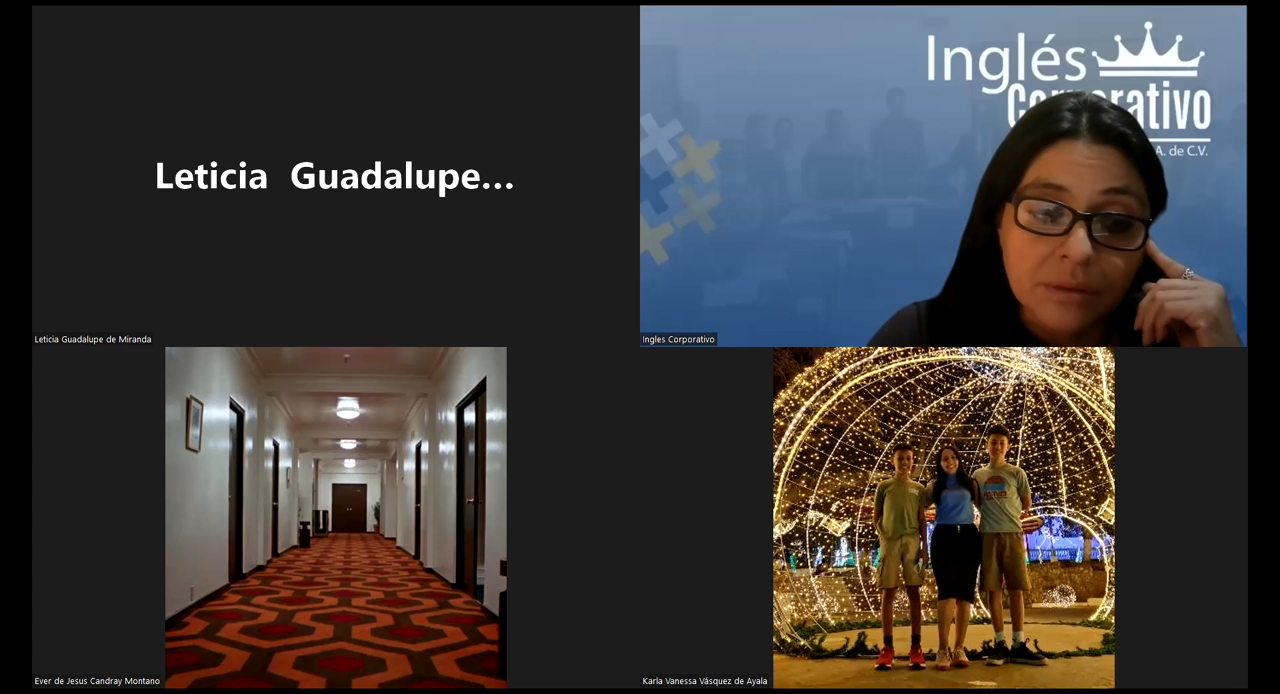 Leticia Guadalupe...
Leticia Guadalupe de Miranda
Inglés
Corporativo
A. de C.V.
Ingles Corporativo
Ever de Jesus Candray Montano
Karla Vanessa Vásquez de Ayala